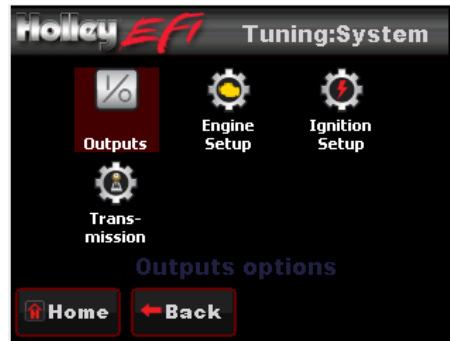 Holley EFI Tuning:System
I/O
Outputs
Engine
Setup
Ignition
Setup
Trans-
mission
Outputs options
Home
Back